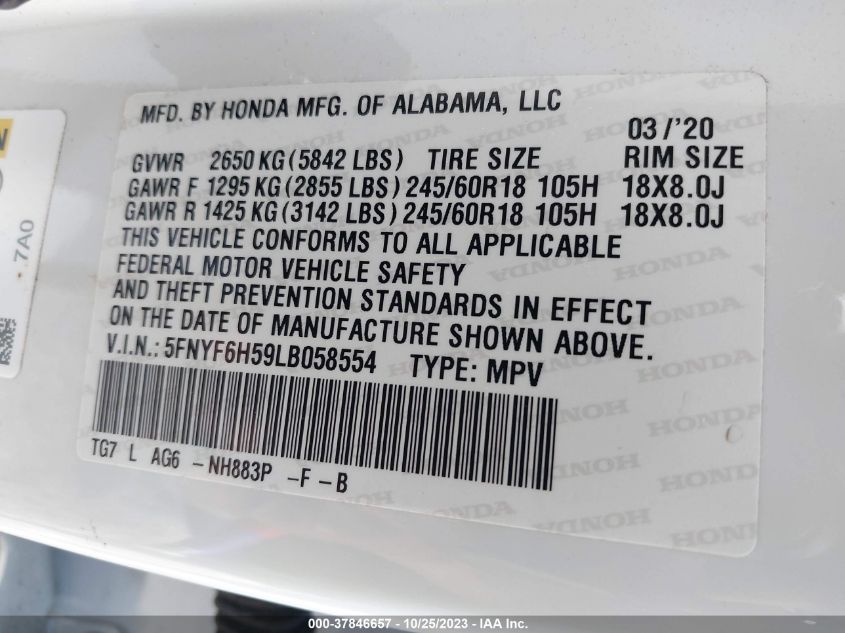 MFD. BY HONDA MFG. OF ALABAMA, LLC
03/'20
GVWR 2650 KG (5842 LBS) TIRE SIZE RIM SIZE
GAWR F 1295 KG (2855 LBS) 245/60R18 105H 18X8.0J
GAWR R 1425 KG (3142 LBS) 245/60R18 105H 18X8.0J
THIS VEHICLE CONFORMS TO ALL APPLICABLE
FEDERAL MOTOR VEHICLE SAFETY
AND THEFT PREVENTION STANDARDS IN EFFECT
ON THE DATE OF MANUFACTURE SHOWN ABOVE.
V.I.N.: 5FNYF6H59LB058554 TYPE: MPV
TG7 L AG6 -NH883P -F -B
7A0
HONDA
000-37846657 - 10/25/2023 - IAA Inc.